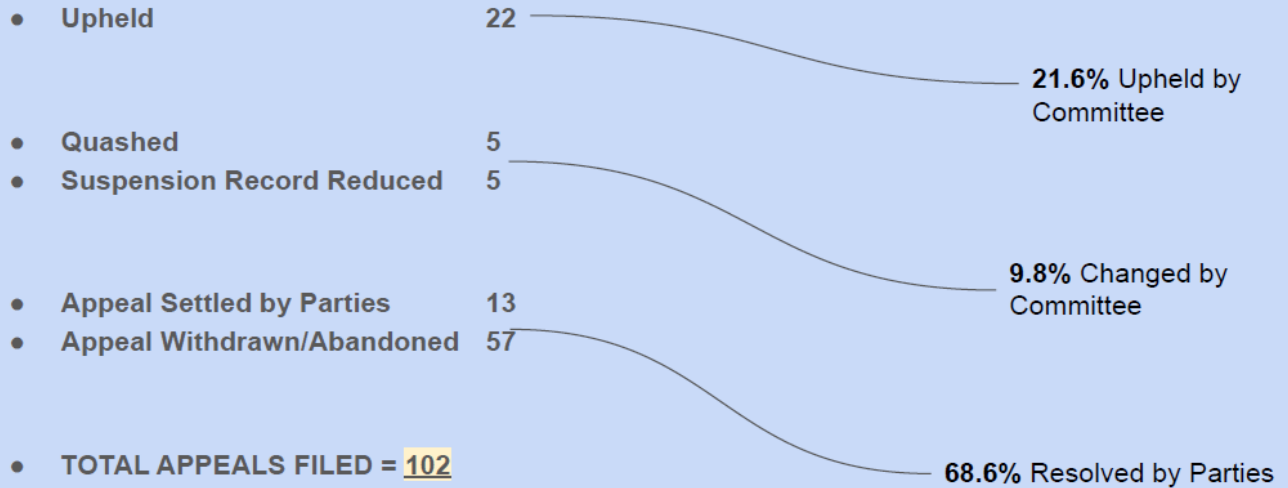 ● Upheld 22
21.6% Upheld by
Committee
● Quashed 5
● Suspension Record Reduced 5
9.8% Changed by
Committee
● Appeal Settled by Parties 13
● Appeal Withdrawn/Abandoned 57
● TOTAL APPEALS FILED = 102
68.6% Resolved by Parties